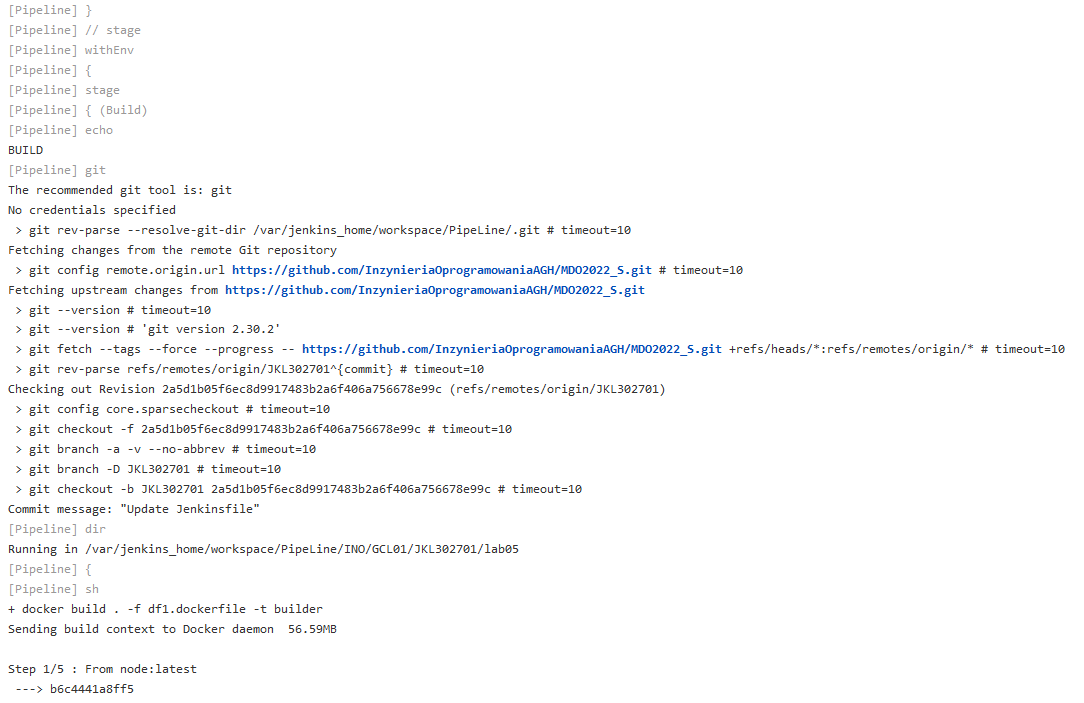 [Pipeline] }
[Pipeline] // stage
[Pipeline] withEnv
[Pipeline] {
[Pipeline] stage
[Pipeline] { (Build)
[Pipeline] echo
BUILD
[Pipeline] git
The recommended git tool is: git
No credentials specified
 > git rev-parse --resolve-git-dir /var/jenkins_home/workspace/PipeLine/.git # timeout=10
Fetching changes from the remote Git repository
 > git config remote.origin.url https://github.com/InzynieriaOprogramowaniaAGH/MDO2022_S.git # timeout=10
Fetching upstream changes from https://github.com/InzynieriaOprogramowaniaAGH/MDO2022_S.git
 > git --version # timeout=10
 > git --version # 'git version 2.30.2'
 > git fetch --tags --force --progress -- https://github.com/InzynieriaOprogramowaniaAGH/MDO2022_S.git +refs/heads/*:refs/remotes/origin/* # timeout=10
 > git rev-parse refs/remotes/origin/JKL302701^{commit} # timeout=10
Checking out Revision 2a5d1b05f6ec8d9917483b2a6f406a756678e99c (refs/remotes/origin/JKL302701)
 > git config core.sparsecheckout # timeout=10
 > git checkout -f 2a5d1b05f6ec8d9917483b2a6f406a756678e99c # timeout=10
 > git branch -a -v --no-abbrev # timeout=10
 > git branch -D JKL302701 # timeout=10
 > git checkout -b JKL302701 2a5d1b05f6ec8d9917483b2a6f406a756678e99c # timeout=10
Commit message: "Update Jenkinsfile"
[Pipeline] dir
Running in /var/jenkins_home/workspace/PipeLine/INO/GCL01/JKL302701/lab05
[Pipeline] {
[Pipeline] sh
+ docker build . -f df1.dockerfile -t builder
Sending build context to Docker daemon  56.59MB
Step 1/5 : From node:latest
 ---> b6c4441a8ff5